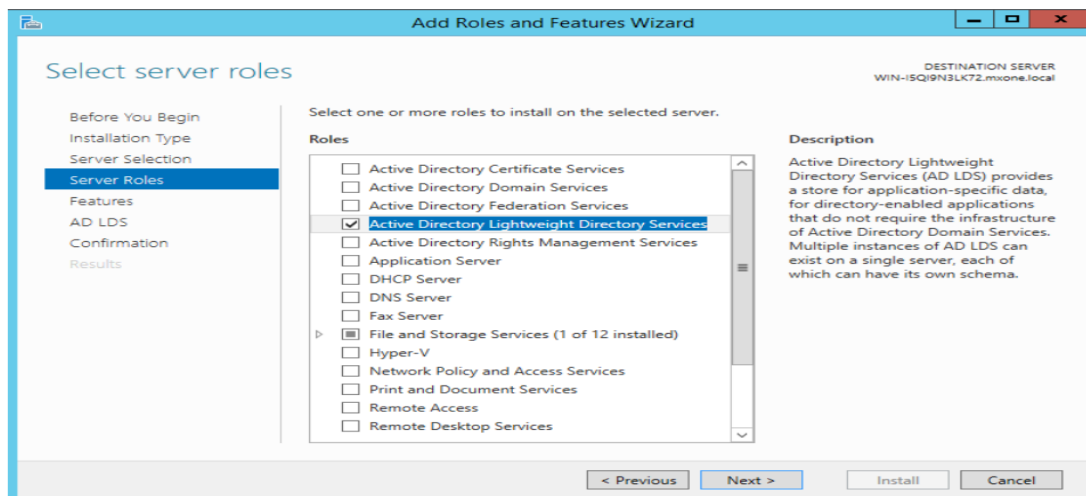 Add Roles and Features Wizard
Select server roles
DESTINATION SERVER
WIN-I5QI9N3LK72.mxone.local
Before You Begin
Installation Type
Server Selection
Server Roles
Features
AD LDS
Confirmation
Results
Select one or more roles to install on the selected server.
Roles
Active Directory Certificate Services
Active Directory Domain Services
Active Directory Federation Services
Active Directory Lightweight Directory Services
Active Directory Rights Management Services
Application Server
DHCP Server
DNS Server
Fax Server
File and Storage Services (1 of 12 installed)
Hyper-V
Network Policy and Access Services
Print and Document Services
Remote Access
Remote Desktop Services
Description
Active Directory Lightweight
Directory Services (AD LDS) provides
a store for application-specific data,
for directory-enabled applications
that do not require the infrastructure
of Active Directory Domain Services.
Multiple instances of AD LDS can
exist on a single server, each of
which can have its own schema.
< Previous
Next >
Install
Cancel